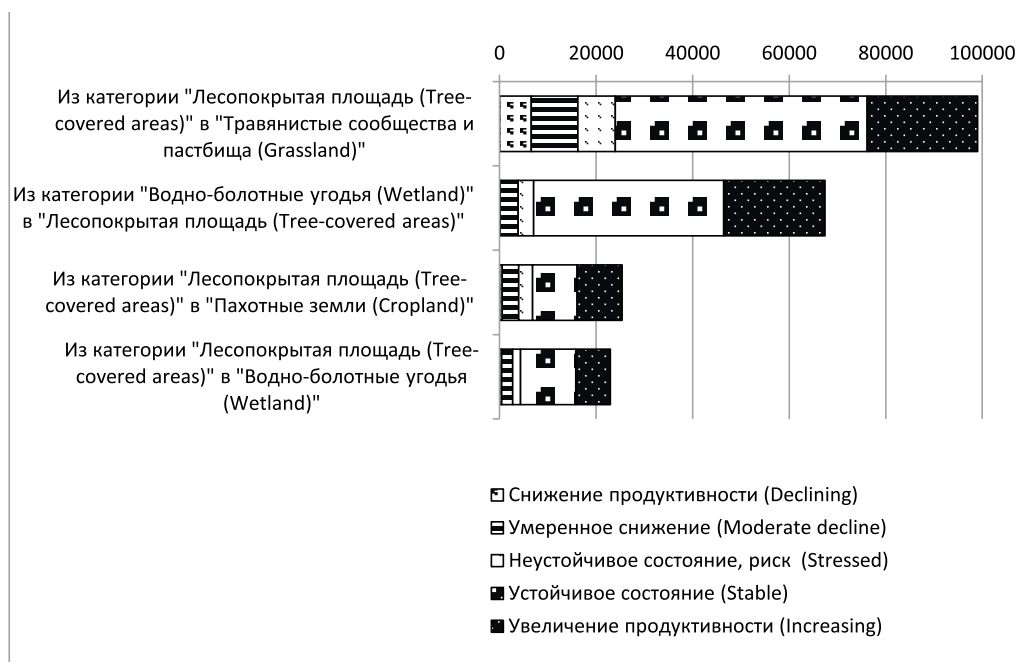 0 20000 40000 60000 80000 100000
Из категории "Лесопокрытая площадь (Tree-
covered areas)" в "Травянистые сообщества и
пастбища (Grassland)"
Из категории "Водно-болотные угодья (Wetland)"
в "Лесопокрытая площадь (Tree-covered areas)"
Из категории "Лесопокрытая площадь (Tree-
covered areas)" в "Пахотные земли (Cropland)"
Из категории "Лесопокрытая площадь (Tree-
covered areas)" в "Водно-болотные угодья
(Wetland)"
Снижение продуктивности (Declining)
Умеренное снижение (Moderate decline)
Неустойчивое состояние, риск (Stressed)
Устойчивое состояние (Stable)
Увеличение продуктивности (Increasing)